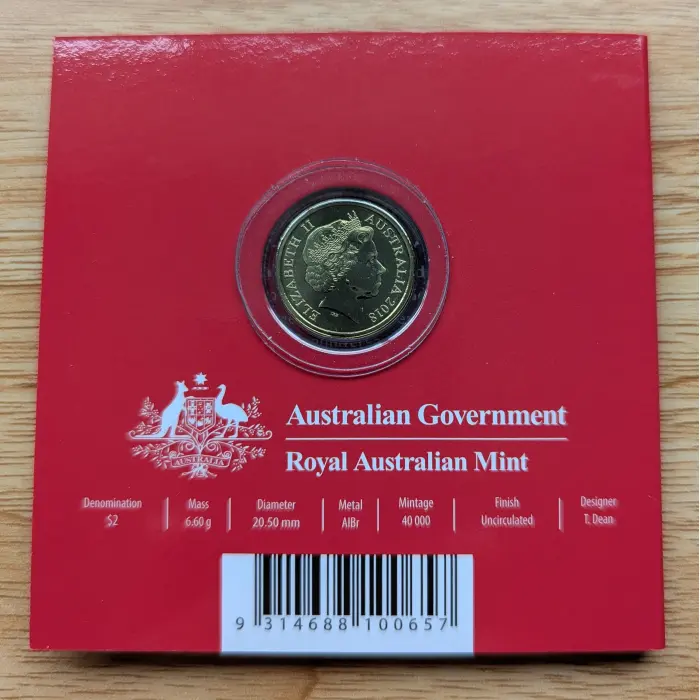 ELIZABETH II AUSTRALIA 2018
Australian Government
AUSTRALIA
Royal Australian Mint
Denomination Mass Diameter Metal Mintage Finish Designer
$2 6.60 g 20.50 mm AlBr 40 000 Uncirculated T. Dean
9 314688 100657